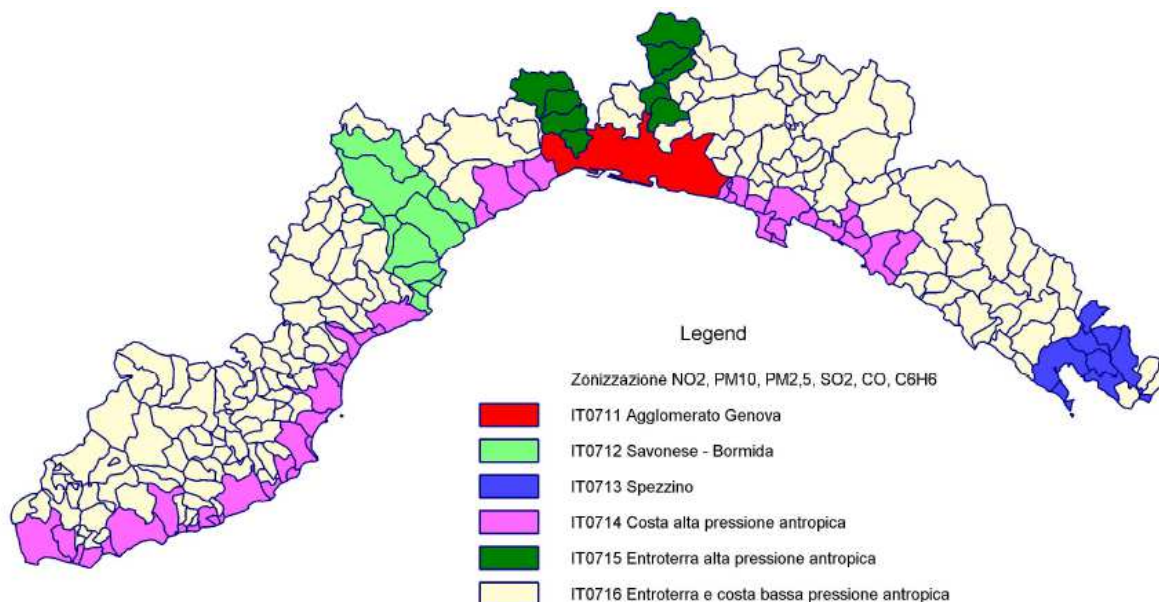 Legend
Zonizzazione NO2, PM10, PM2,5, SO2, CO, C6H6
IT0711 Agglomerato Genova
IT0712 Savonese - Bormida
IT0713 Spezzino
IT0714 Costa alta pressione antropica
IT0715 Entroterra alta pressione antropica
IT0716 Entroterra e costa bassa pressione antropica